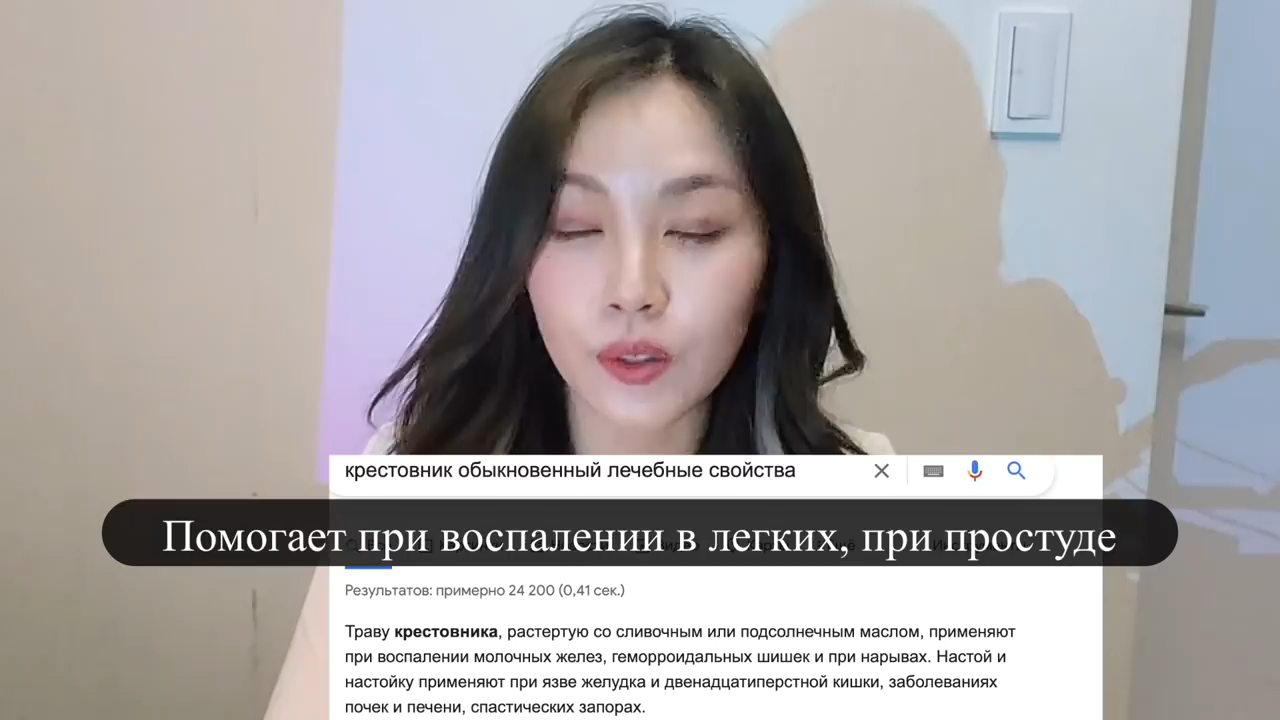 крестовник обыкновенный лечебные свойства
Помогает при воспалении в легких, при простуде
Результатов: примерно 24 200 (0,41 сек.)
Траву крестовника, растертую со сливочным или подсолнечным маслом, применяют
при воспалении молочных желез, геморроидальных шишек и при нарывах. Настой и
настойку применяют при язве желудка и двенадцатиперстной кишки, заболеваниях
почек и печени, спастических запорах.